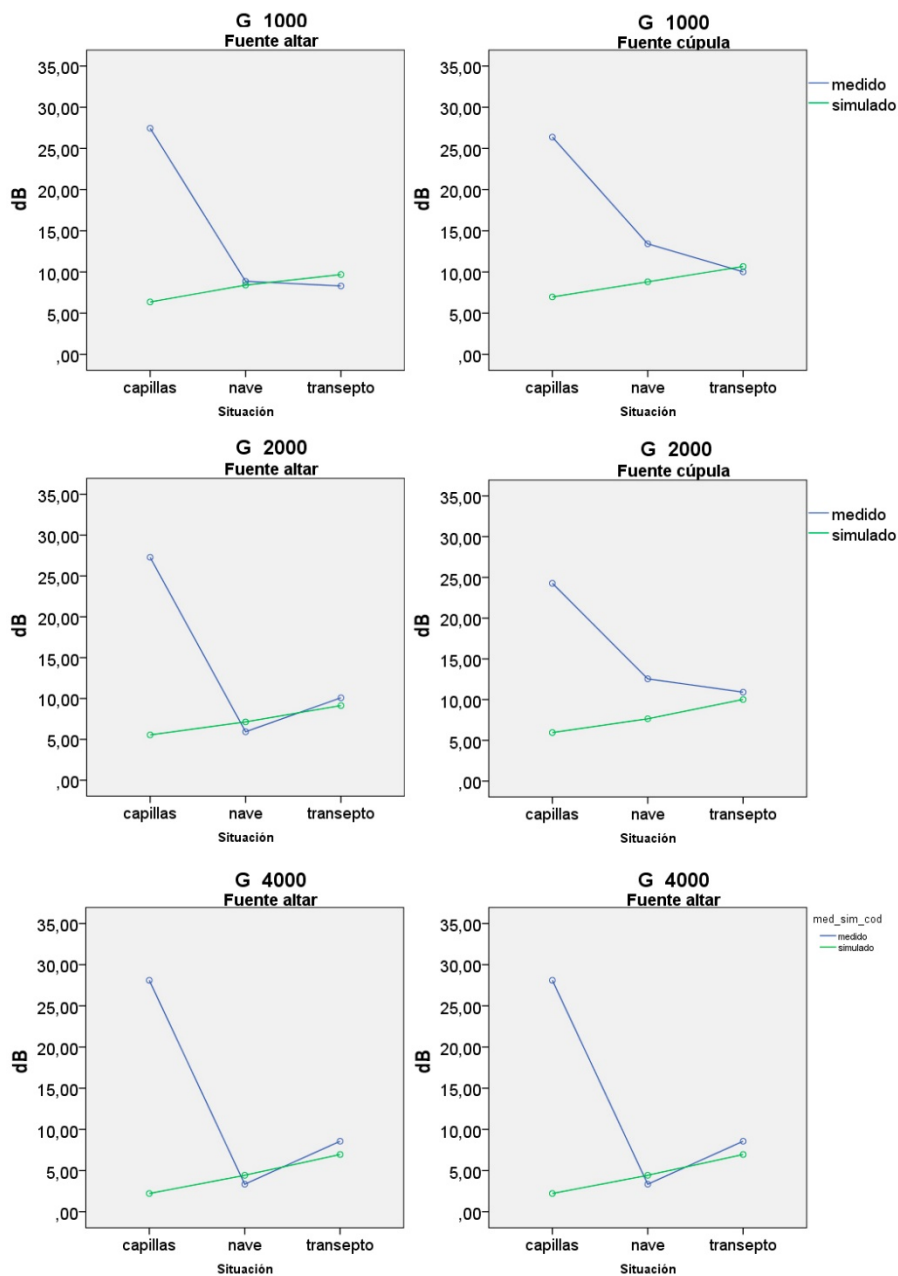 G 1000
Fuente altar
35,00
30,00
25,00
20,00
15,00
10,00
5,00
,00
dB
capillas nave transepto
Situación
G 1000
Fuente cúpula
35,00
30,00
25,00
20,00
15,00
10,00
5,00
,00
dB
capillas nave transepto
Situación
medido
simulado
G 2000
Fuente altar
35,00
30,00
25,00
20,00
15,00
10,00
5,00
,00
dB
capillas nave transepto
Situación
G 2000
Fuente cúpula
35,00
30,00
25,00
20,00
15,00
10,00
5,00
,00
dB
capillas nave transepto
Situación
medido
simulado
G 4000
Fuente altar
35,00
30,00
25,00
20,00
15,00
10,00
5,00
,00
dB
capillas nave transepto
Situación
G 4000
Fuente altar
35,00
30,00
25,00
20,00
15,00
10,00
5,00
,00
dB
capillas nave transepto
Situación
med_sim_cod
medido
simulado